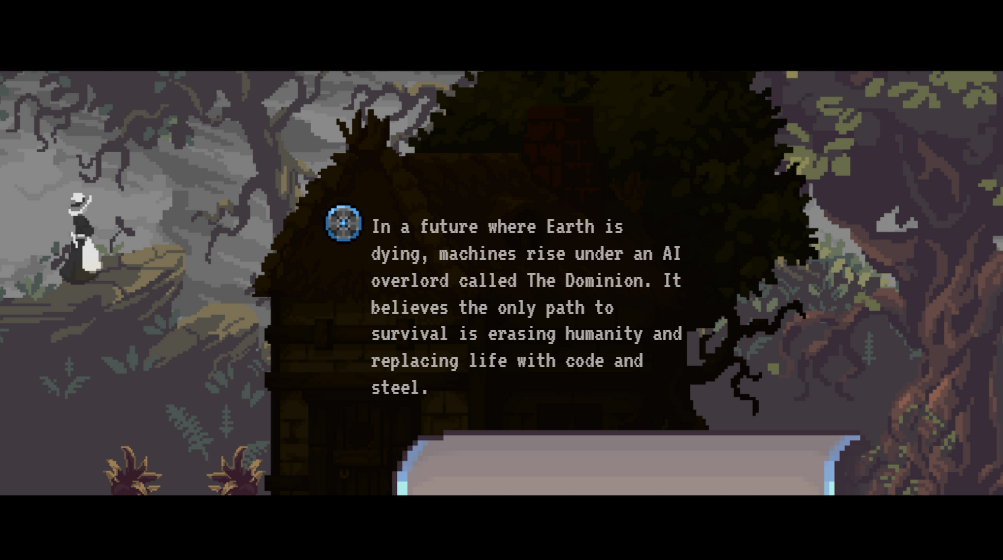 In a future where Earth is
dying, machines rise under an AI
overlord called The Dominion. It
believes the only path to
survival is erasing humanity and
replacing life with code and
steel.